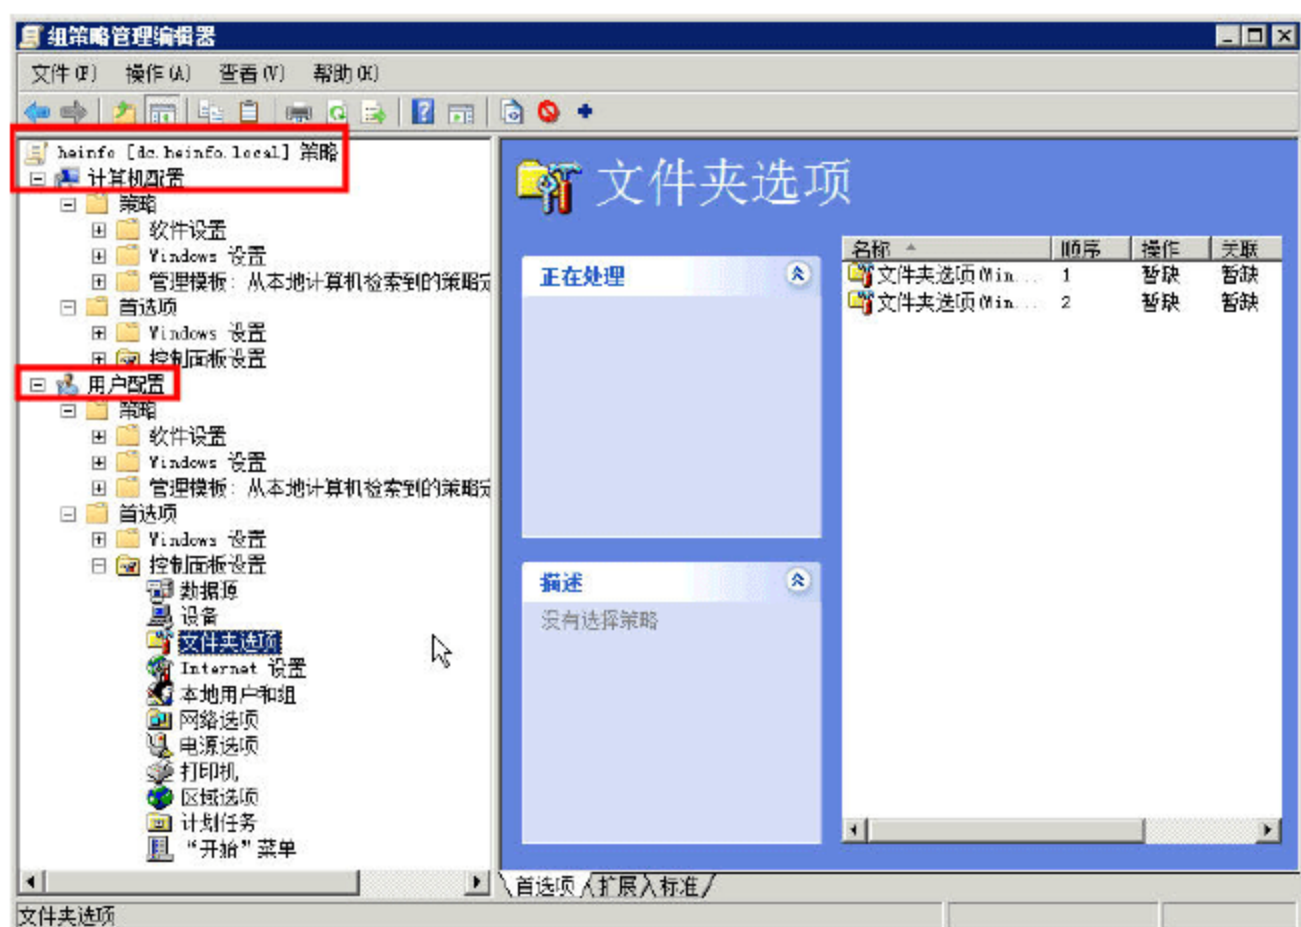 组策略管理编辑器
文件(F) 操作(A) 查看(V) 帮助(H)
heinfo [dc.heinfo.local] 策略
计算机配置
策略
软件设置
Windows 设置
管理模板: 从本地计算机检索到的策略定
首选项
Windows 设置
控制面板设置
用户配置
策略
软件设置
Windows 设置
管理模板: 从本地计算机检索到的策略定
首选项
Windows 设置
控制面板设置
数据源
设备
文件夹选项
Internet 设置
本地用户和组
网络选项
电源选项
打印机
区域选项
计划任务
“开始”菜单
文件夹选项
正在处理
描述
没有选择策略
名称 顺序 操作 关联
文件夹选项(Win... 1 暂缺 暂缺
文件夹选项(Win... 2 暂缺 暂缺
首选项 扩展 标准
文件夹选项